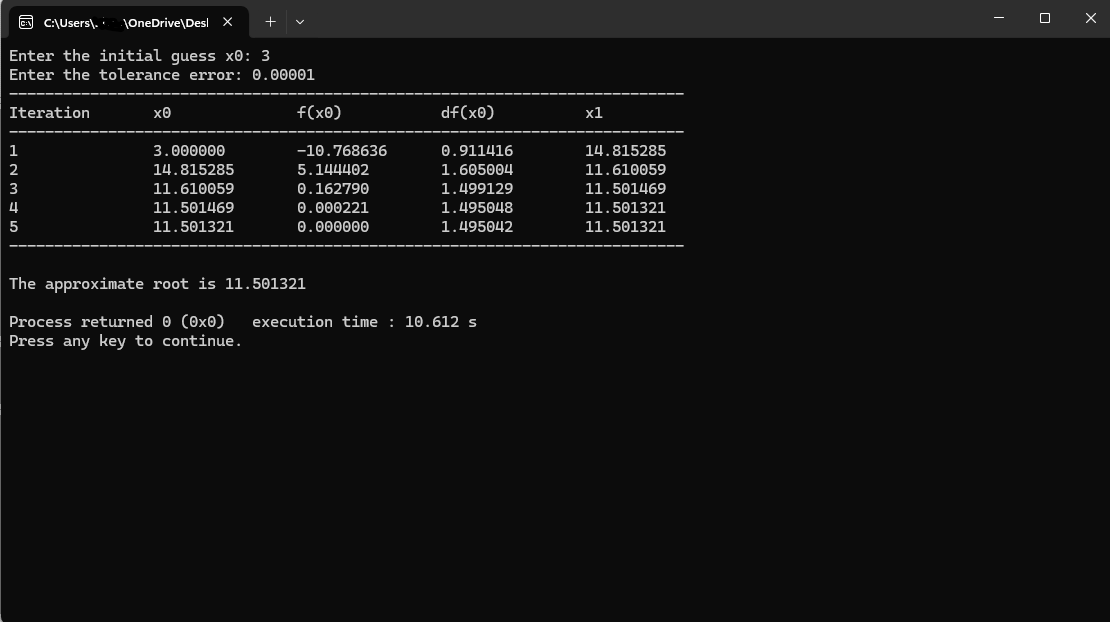 C:\Users\ \OneDrive\Desl
Enter the initial guess x0: 3
Enter the tolerance error: 0.00001
---------------------------------------------------------------------------
Iteration x0 f(x0) df(x0) x1
---------------------------------------------------------------------------
1 3.000000 -10.768636 0.911416 14.815285
2 14.815285 5.144402 1.605004 11.610059
3 11.610059 0.162790 1.499129 11.501469
4 11.501469 0.000221 1.495048 11.501321
5 11.501321 0.000000 1.495042 11.501321
---------------------------------------------------------------------------
The approximate root is 11.501321
Process returned 0 (0x0) execution time : 10.612 s
Press any key to continue.